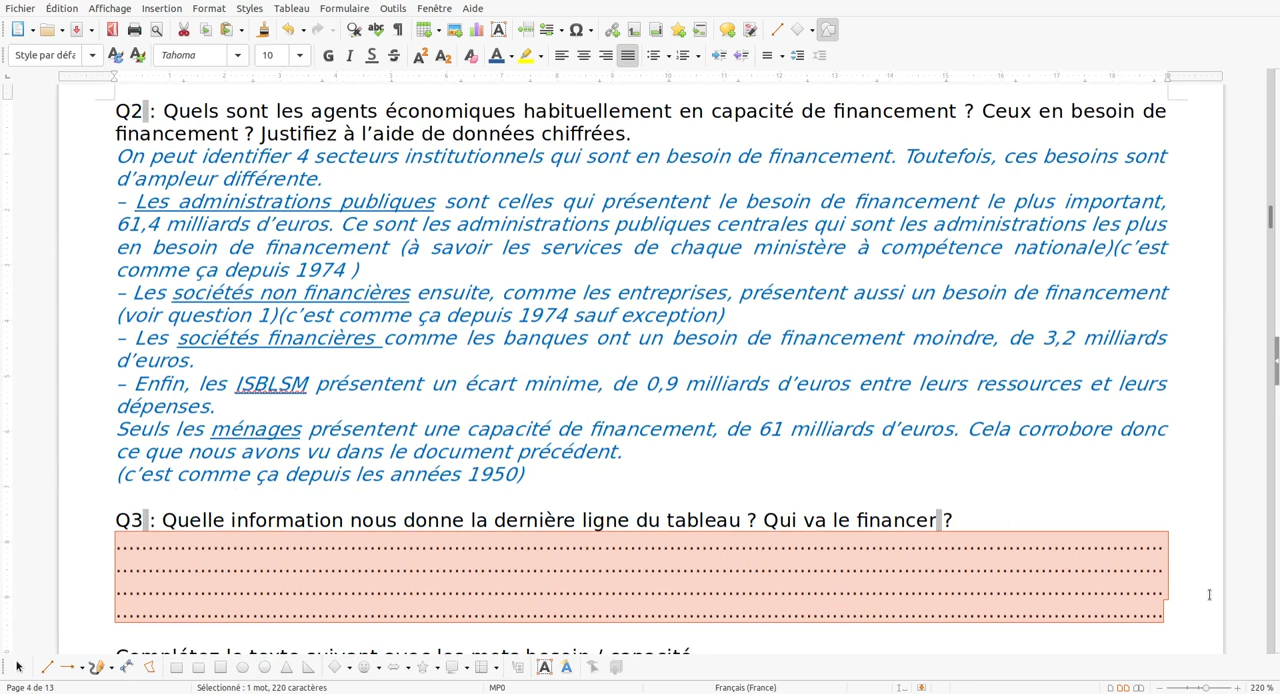 Fichier Édition Affichage Insertion Format Styles Tableau Formulaire Outils Fenêtre Aide
Style par défa Tahoma 10
Q2 : Quels sont les agents économiques habituellement en capacité de financement ? Ceux en besoin de
financement ? Justifiez à l’aide de données chiffrées.
On peut identifier 4 secteurs institutionnels qui sont en besoin de financement. Toutefois, ces besoins sont
d’ampleur différente.
– Les administrations publiques sont celles qui présentent le besoin de financement le plus important,
61,4 milliards d’euros. Ce sont les administrations publiques centrales qui sont les administrations les plus
en besoin de financement (à savoir les services de chaque ministère à compétence nationale)(c’est
comme ça depuis 1974 )
– Les sociétés non financières ensuite, comme les entreprises, présentent aussi un besoin de financement
(voir question 1)(c’est comme ça depuis 1974 sauf exception)
– Les sociétés financières comme les banques ont un besoin de financement moindre, de 3,2 milliards
d’euros.
– Enfin, les ISBLSM présentent un écart minime, de 0,9 milliards d’euros entre leurs ressources et leurs
dépenses.
Seuls les ménages présentent une capacité de financement, de 61 milliards d’euros. Cela corrobore donc
ce que nous avons vu dans le document précédent.
(c’est comme ça depuis les années 1950)
Q3 : Quelle information nous donne la dernière ligne du tableau ? Qui va le financer ?
Complétez le texte suivant avec les mots besoin / capacité
Page 4 de 13 Sélectionné : 1 mot, 220 caractères MP0 Français (France) 220 %